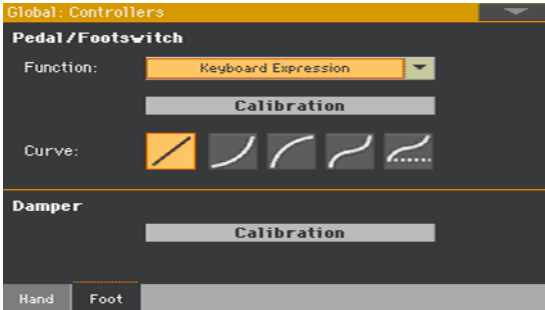 Global: Controllers
Pedal/Footswitch
Function: Keyboard Expression
Calibration
Curve:
Damper
Calibration
Hand Foot